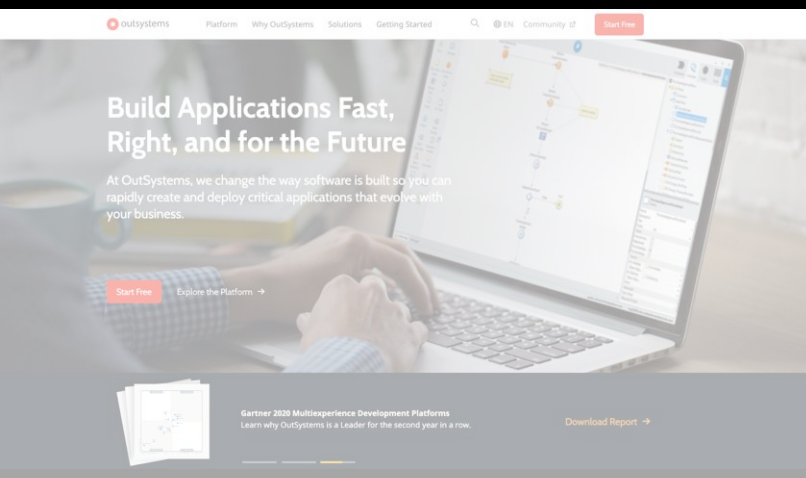 outsystems
Platform Why OutSystems Solutions Getting Started EN Community Start Free
Build Applications Fast,
Right, and for the Future
At OutSystems, we change the way software is built so you can
rapidly create and deploy critical applications that evolve with
your business.
Start Free Explore the Platform →
Gartner 2020 Multiexperience Development Platforms
Learn why OutSystems is a Leader for the second year in a row.
Download Report →